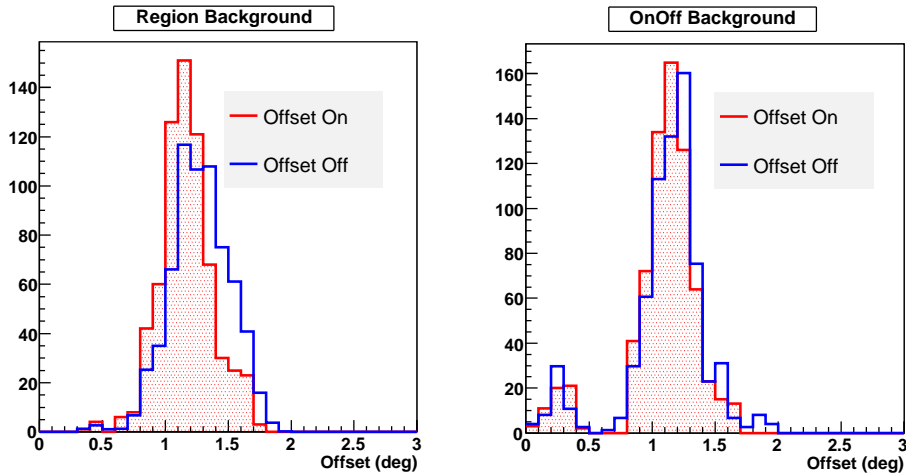 Region Background
140
120
100
80
60
40
20
0
0 0.5 1 1.5 2 2.5 3
Offset (deg)
Offset On
Offset Off
OnOff Background
160
140
120
100
80
60
40
20
0
0 0.5 1 1.5 2 2.5 3
Offset (deg)
Offset On
Offset Off